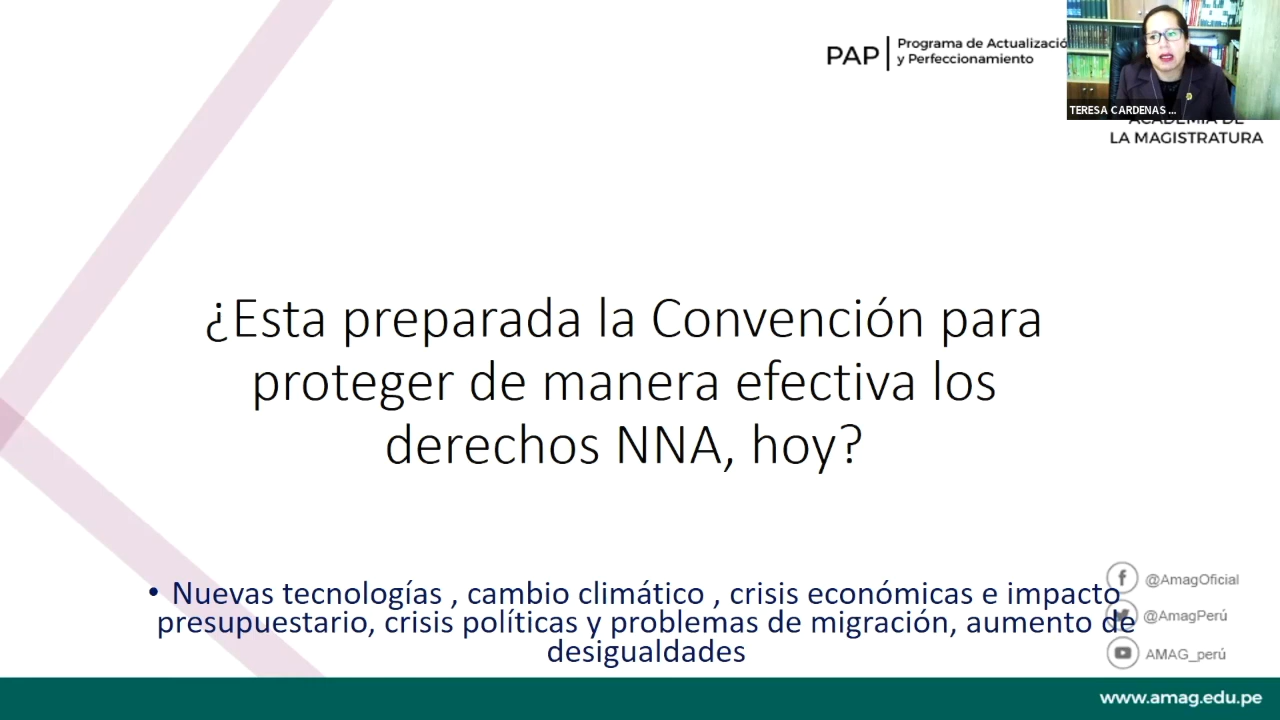 PAP
Programa de Actualizació
y Perfeccionamiento
TERESA CARDENAS ...
ACADEMIA DE
LA MAGISTRATURA
¿Esta preparada la Convención para
proteger de manera efectiva los
derechos NNA, hoy?
• Nuevas tecnologías , cambio climático , crisis económicas e impacto
presupuestario, crisis políticas y problemas de migración, aumento de
desigualdades
@AmagOficial
@AmagPerú
AMAG_perú
www.amag.edu.pe